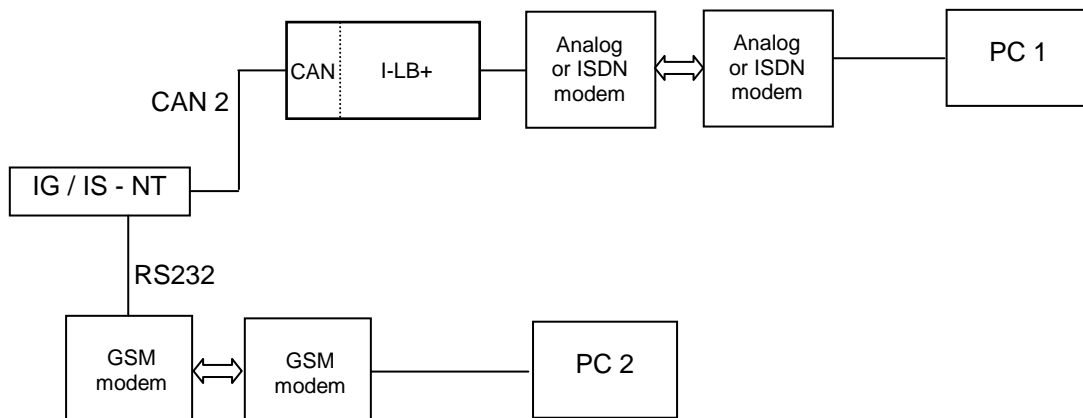 CAN
I-LB+
Analog
or ISDN
modem
Analog
or ISDN
modem
PC 1
CAN 2
IG / IS - NT
RS232
GSM
modem
GSM
modem
PC 2